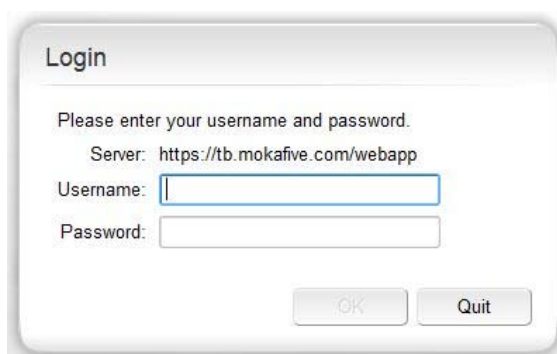 Login
Please enter your username and password.
Server: https://tb.mokafive.com/webapp
Username:
Password:
OK Quit